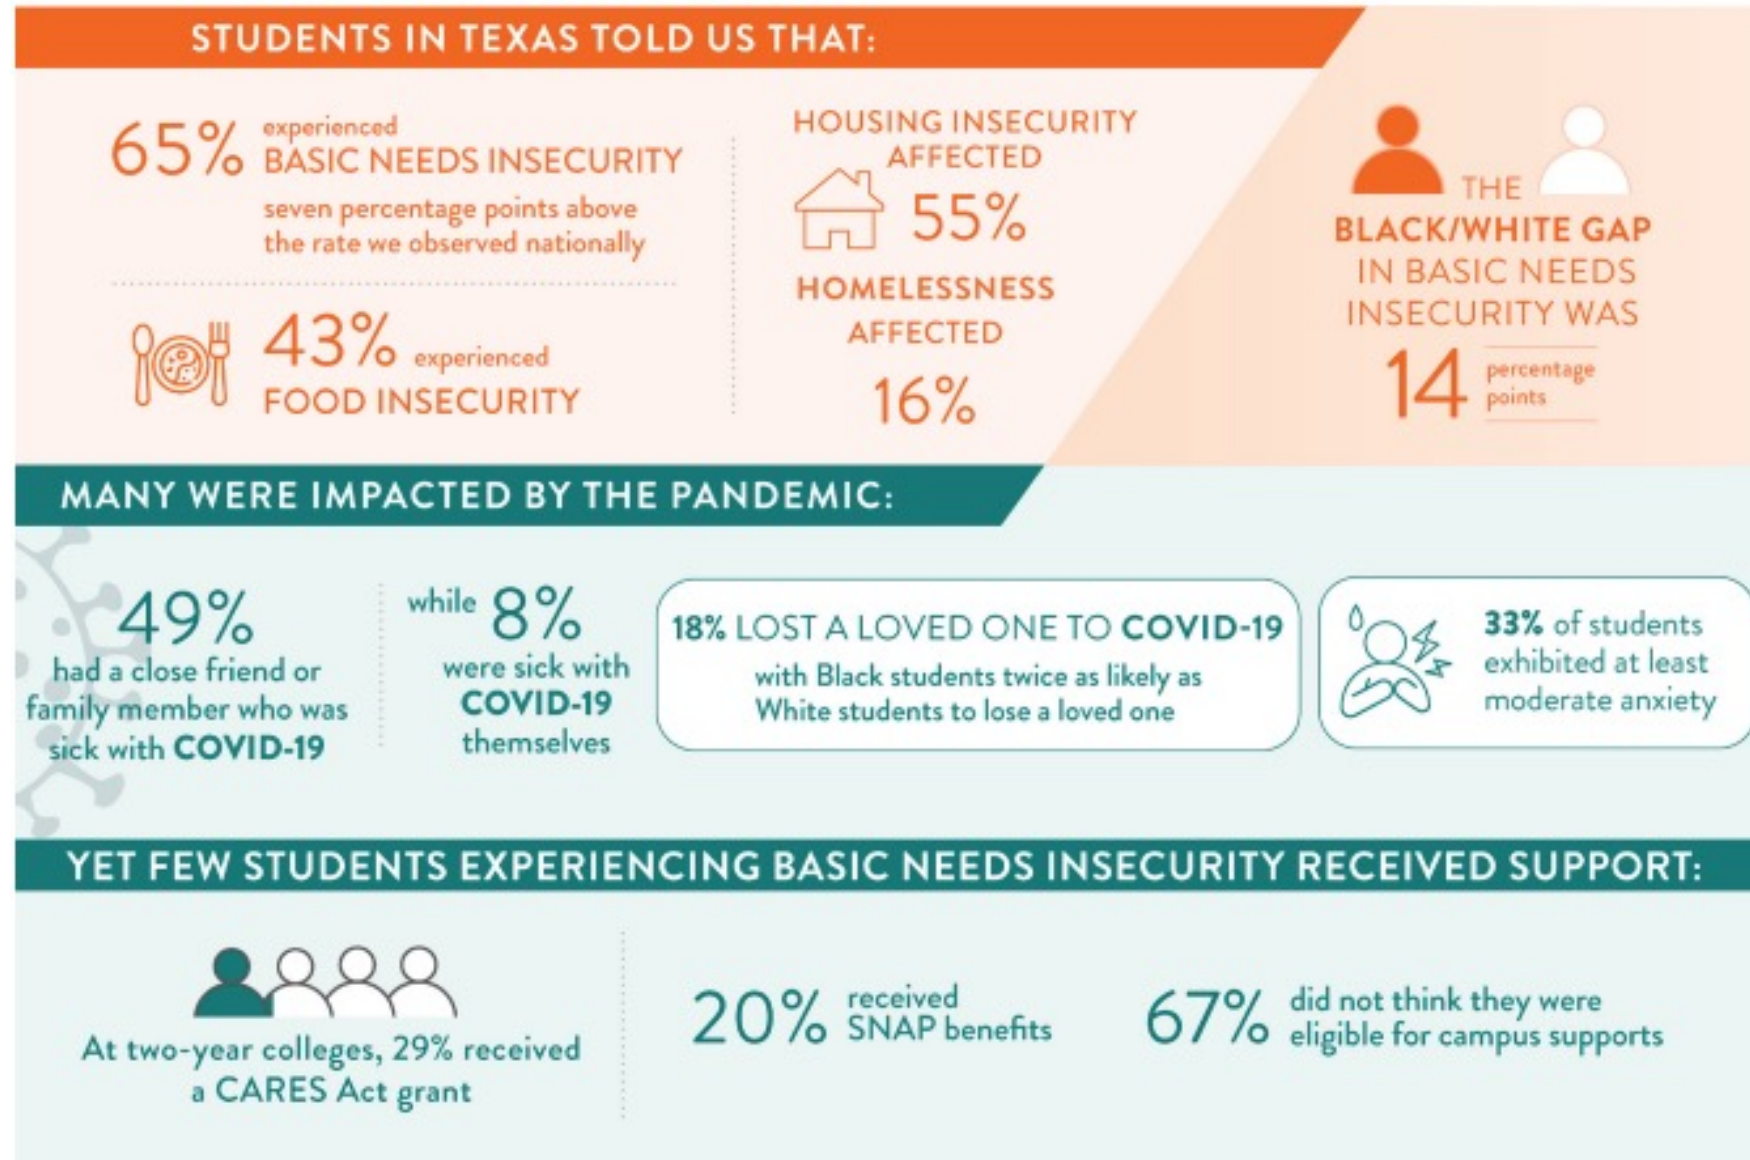 STUDENTS IN TEXAS TOLD US THAT:
65% experienced
BASIC NEEDS INSECURITY
seven percentage points above
the rate we observed nationally
43% experienced
FOOD INSECURITY
HOUSING INSECURITY
AFFECTED
55%
HOMELESSNESS
AFFECTED
16%
THE
BLACK/WHITE GAP
IN BASIC NEEDS
INSECURITY WAS
14 percentage
points
MANY WERE IMPACTED BY THE PANDEMIC:
49%
had a close friend or
family member who was
sick with COVID-19
while 8%
were sick with
COVID-19
themselves
18% LOST A LOVED ONE TO COVID-19
with Black students twice as likely as
White students to lose a loved one
33% of students
exhibited at least
moderate anxiety
YET FEW STUDENTS EXPERIENCING BASIC NEEDS INSECURITY RECEIVED SUPPORT:
At two-year colleges, 29% received
a CARES Act grant
20% received
SNAP benefits
67% did not think they were
eligible for campus supports